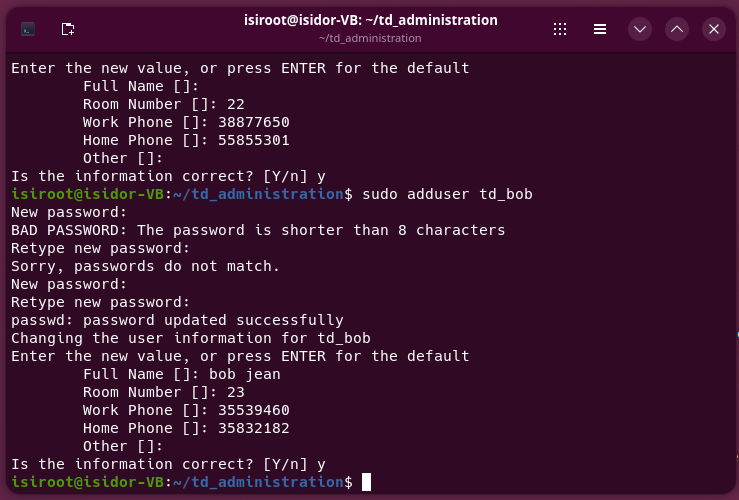 isiroot@isidor-VB: ~/td_administration
~/td_administration
Enter the new value, or press ENTER for the default
Full Name []:
Room Number []: 22
Work Phone []: 38877650
Home Phone []: 55855301
Other []:
Is the information correct? [Y/n] y
isiroot@isidor-VB:~/td_administration$ sudo adduser td_bob
New password:
BAD PASSWORD: The password is shorter than 8 characters
Retype new password:
Sorry, passwords do not match.
New password:
Retype new password:
passwd: password updated successfully
Changing the user information for td_bob
Enter the new value, or press ENTER for the default
Full Name []: bob jean
Room Number []: 23
Work Phone []: 35539460
Home Phone []: 35832182
Other []:
Is the information correct? [Y/n] y
isiroot@isidor-VB:~/td_administration$